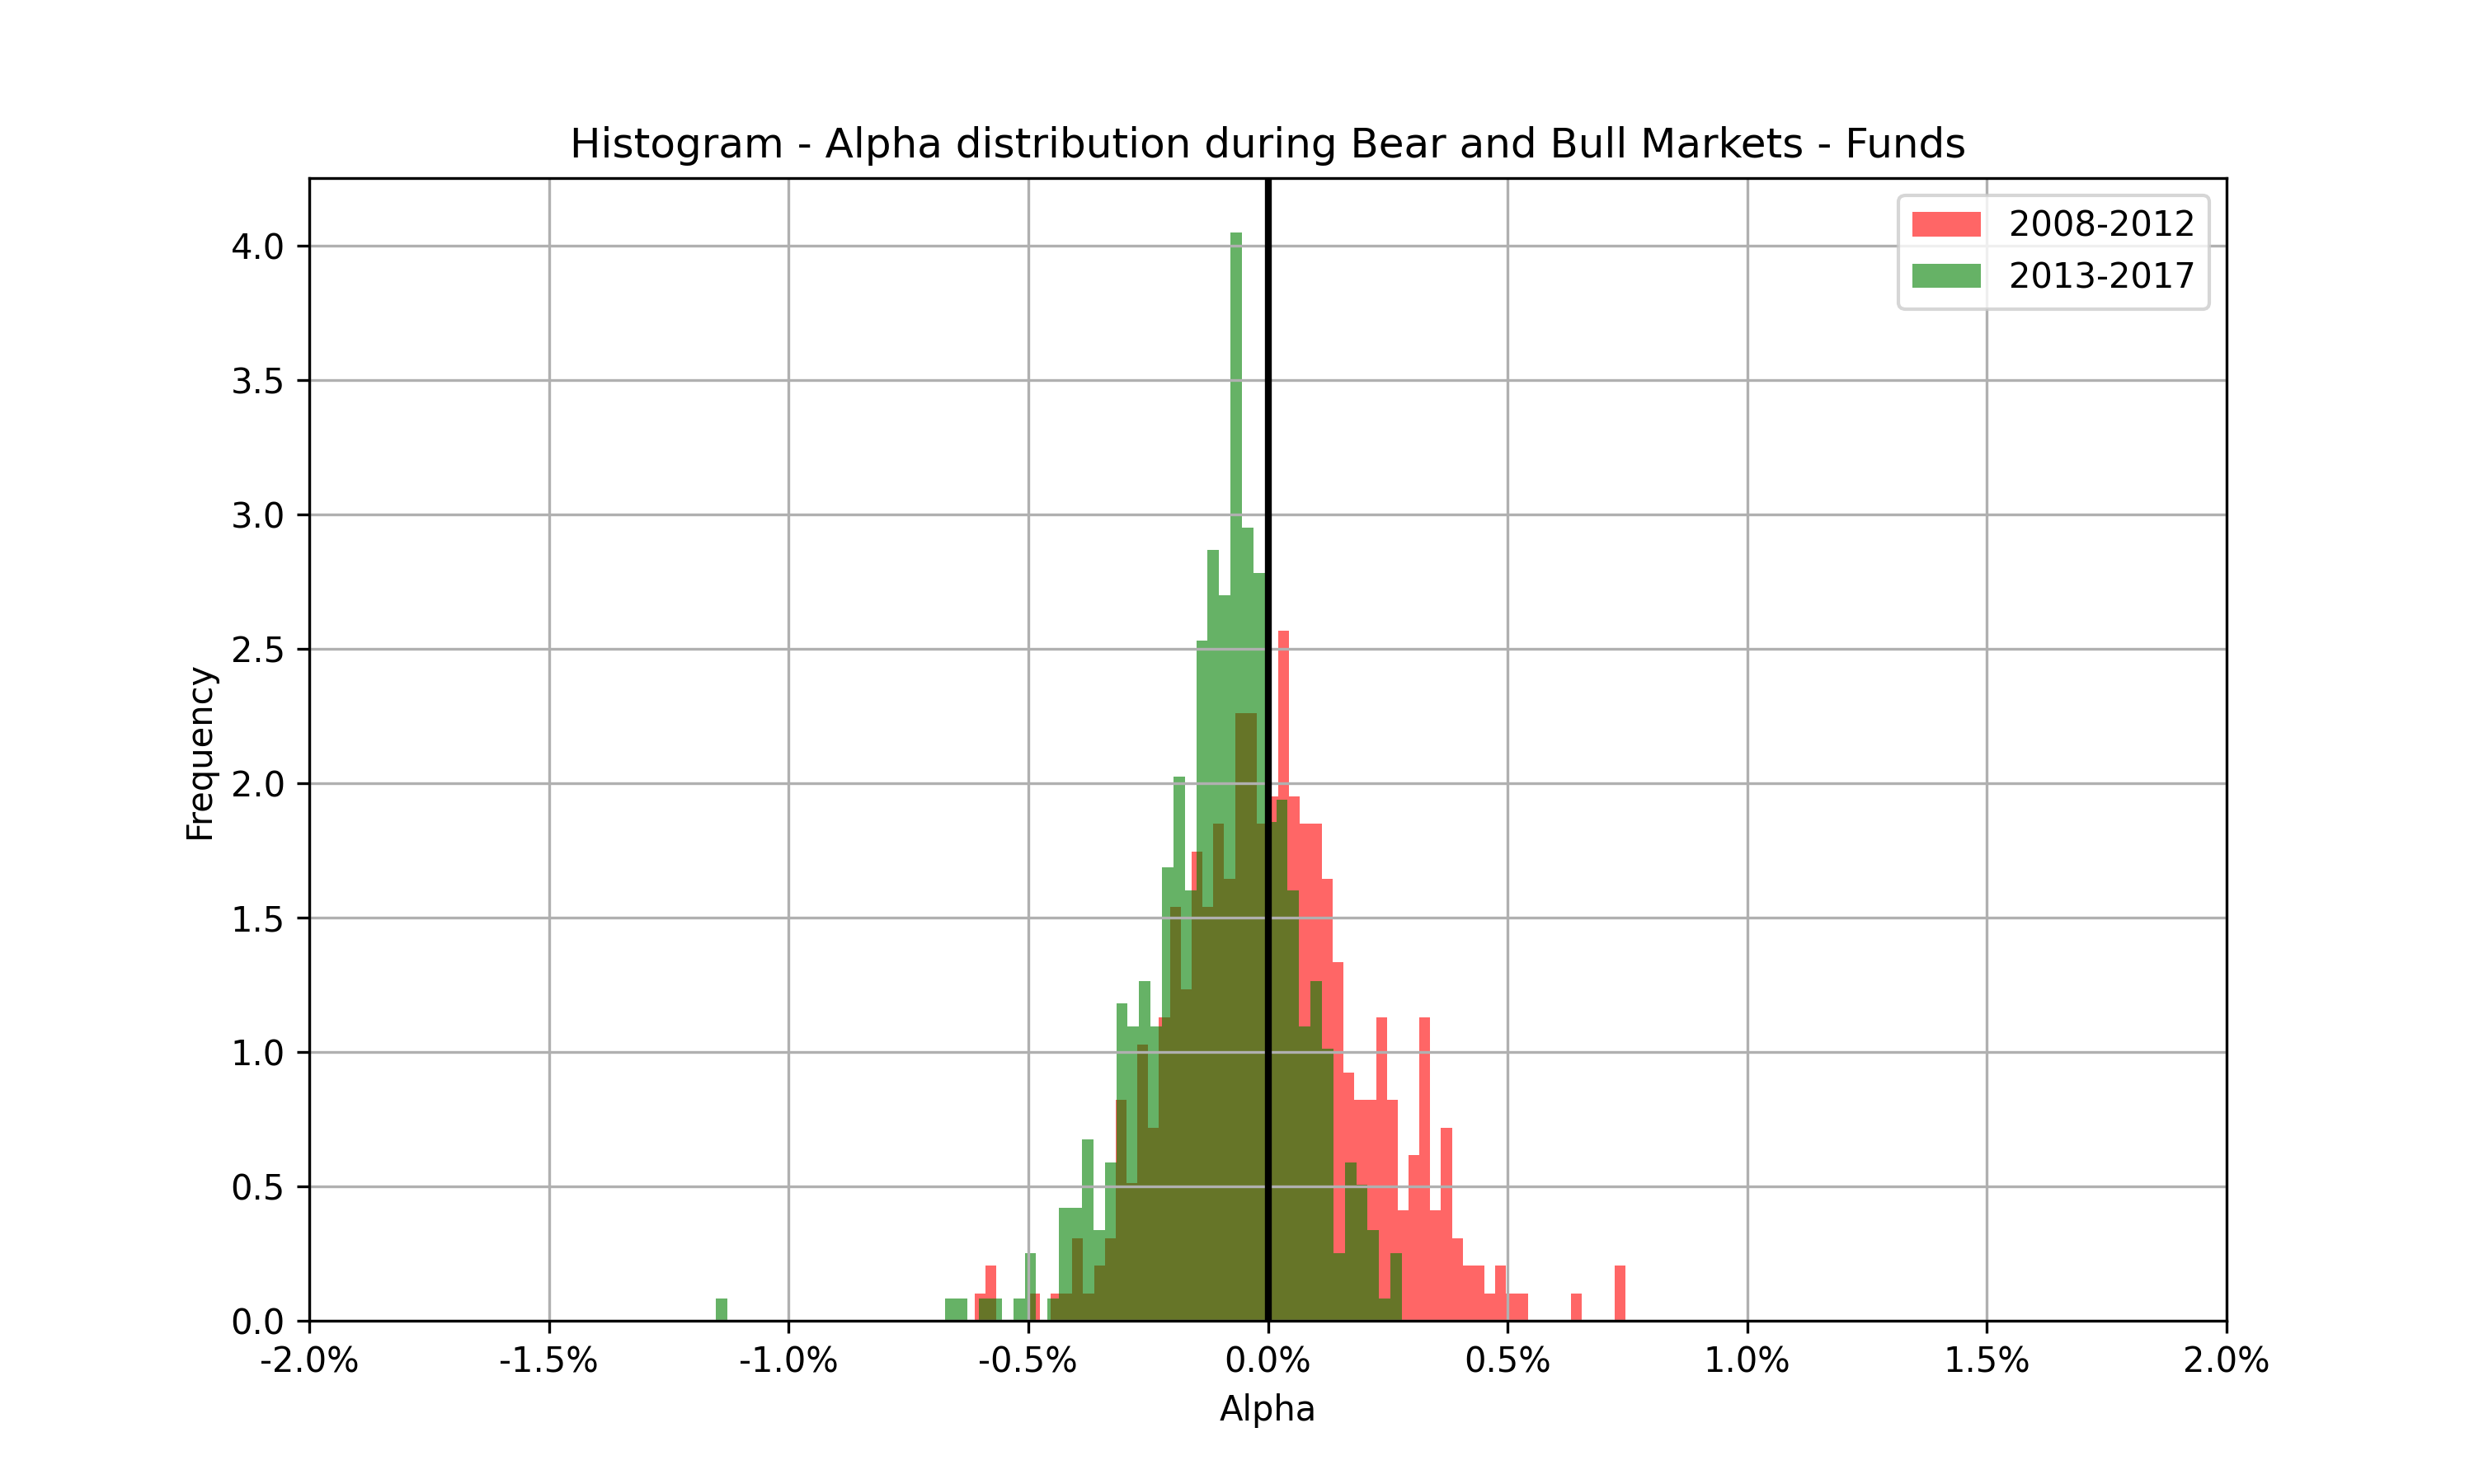 Histogram - Alpha distribution during Bear and Bull Markets - Funds
2008-2012
2013-2017
4.0
3.5
3.0
2.5
2.0
1.5
1.0
0.5
0.0
Frequency
-2.0% -1.5% -1.0% -0.5% 0.0% 0.5% 1.0% 1.5% 2.0%
Alpha